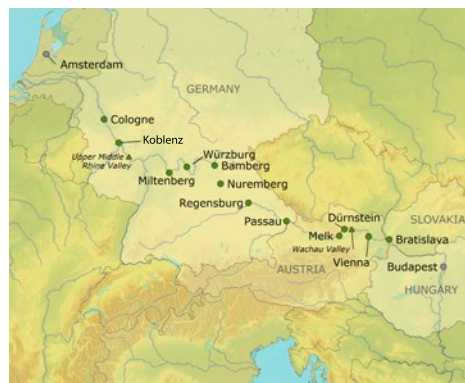 Amsterdam
GERMANY
Cologne
Koblenz
Upper Middle
Rhine Valley
Würzburg
Bamberg
Miltenberg
Nuremberg
Regensburg
Passau
Dürnstein
SLOVAKIA
Melk
Bratislava
Wachau Valley
Vienna
AUSTRIA
Budapest
HUNGARY